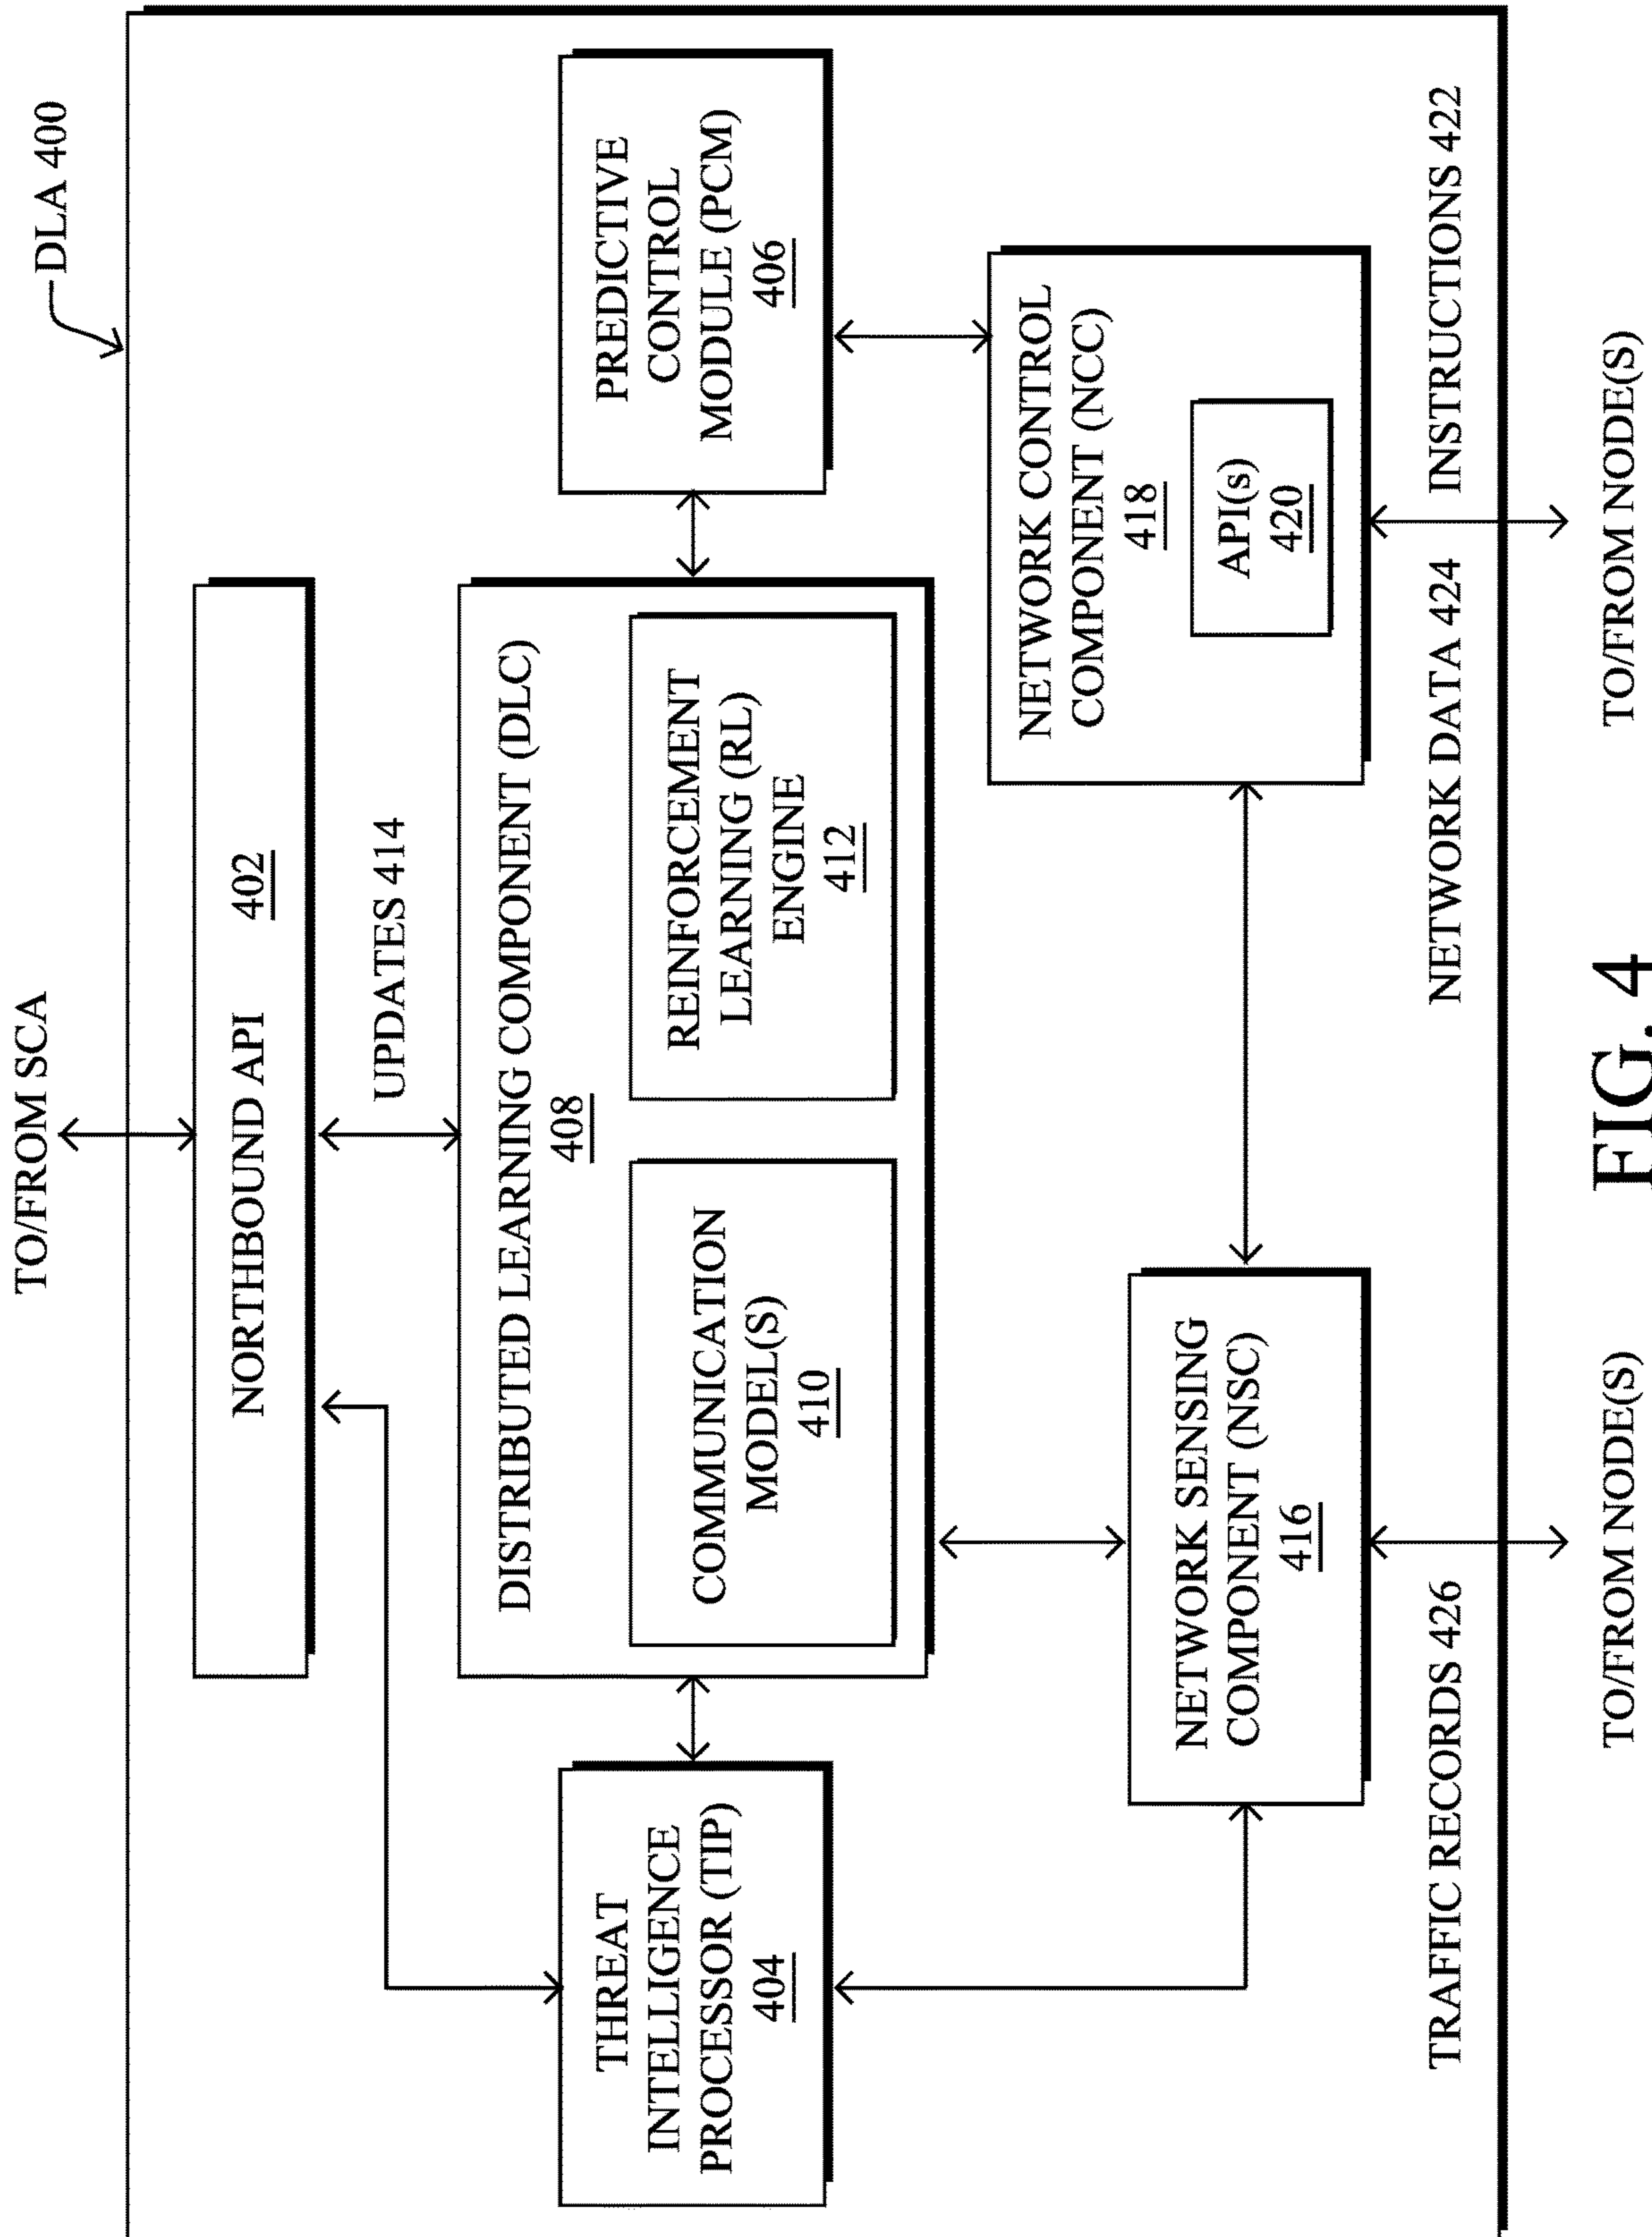 DLA 400
TO/FROM SCA
NORTHBOUND API 402
UPDATES 414
THREAT
INTELLIGENCE
PROCESSOR (TIP)
404
DISTRIBUTED LEARNING COMPONENT (DLC)
408
COMMUNICATION
MODEL(S)
410
REINFORCEMENT
LEARNING (RL)
ENGINE
412
PREDICTIVE
CONTROL
MODULE (PCM)
406
NETWORK SENSING
COMPONENT (NSC)
416
NETWORK CONTROL
COMPONENT (NCC)
418
API(s)
420
TRAFFIC RECORDS 426
NETWORK DATA 424
INSTRUCTIONS 422
TO/FROM NODE(S)
TO/FROM NODE(S)
FIG. 4